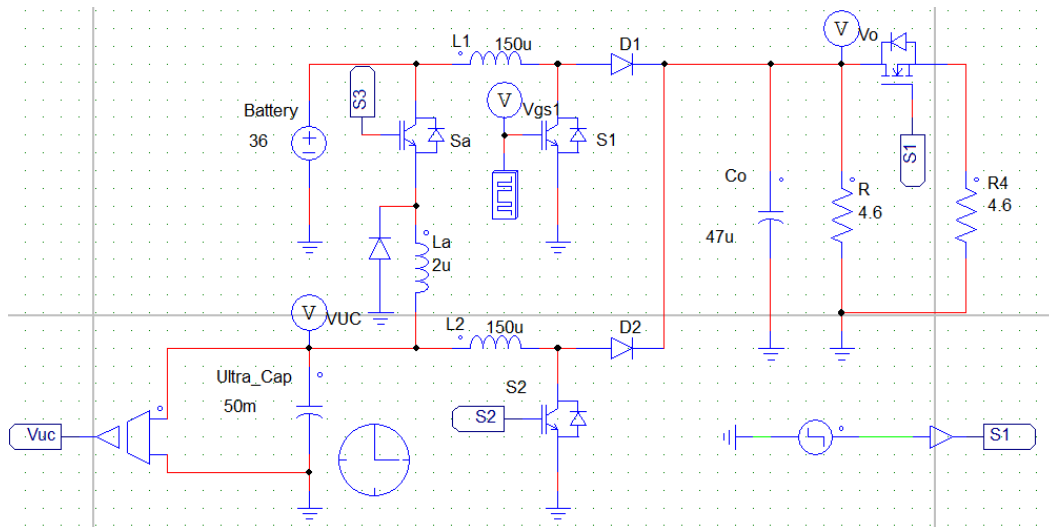 L1
150u
D1
V
Vo
S3
Battery
36
Sa
V
Vgs1
S1
S1
Co
47u
R
4.6
R4
4.6
La
2u
V
VUC
L2
150u
D2
Ultra_Cap
50m
S2
S2
Vuc
S1